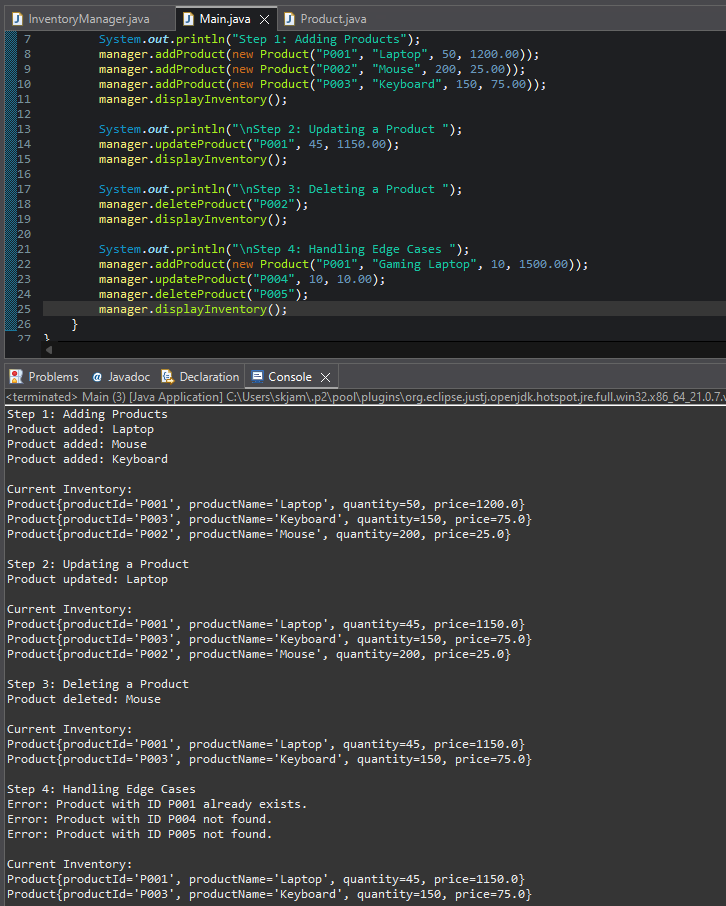 InventoryManager.java Main.java Product.java
7 System.out.println("Step 1: Adding Products");
8 manager.addProduct(new Product("P001", "Laptop", 50, 1200.00));
9 manager.addProduct(new Product("P002", "Mouse", 200, 25.00));
10 manager.addProduct(new Product("P003", "Keyboard", 150, 75.00));
11 manager.displayInventory();
12
13 System.out.println("\nStep 2: Updating a Product ");
14 manager.updateProduct("P001", 45, 1150.00);
15 manager.displayInventory();
16
17 System.out.println("\nStep 3: Deleting a Product ");
18 manager.deleteProduct("P002");
19 manager.displayInventory();
20
21 System.out.println("\nStep 4: Handling Edge Cases ");
22 manager.addProduct(new Product("P001", "Gaming Laptop", 10, 1500.00));
23 manager.updateProduct("P004", 10, 10.00);
24 manager.deleteProduct("P005");
25 manager.displayInventory();
26 }
27 }
Problems @ Javadoc Declaration Console
<terminated> Main (3) [Java Application] C:\Users\skjam\.p2\pool\plugins\org.eclipse.justj.openjdk.hotspot.jre.full.win32.x86_64_21.0.7.v
Step 1: Adding Products
Product added: Laptop
Product added: Mouse
Product added: Keyboard
Current Inventory:
Product{productId='P001', productName='Laptop', quantity=50, price=1200.0}
Product{productId='P003', productName='Keyboard', quantity=150, price=75.0}
Product{productId='P002', productName='Mouse', quantity=200, price=25.0}
Step 2: Updating a Product
Product updated: Laptop
Current Inventory:
Product{productId='P001', productName='Laptop', quantity=45, price=1150.0}
Product{productId='P003', productName='Keyboard', quantity=150, price=75.0}
Product{productId='P002', productName='Mouse', quantity=200, price=25.0}
Step 3: Deleting a Product
Product deleted: Mouse
Current Inventory:
Product{productId='P001', productName='Laptop', quantity=45, price=1150.0}
Product{productId='P003', productName='Keyboard', quantity=150, price=75.0}
Step 4: Handling Edge Cases
Error: Product with ID P001 already exists.
Error: Product with ID P004 not found.
Error: Product with ID P005 not found.
Current Inventory:
Product{productId='P001', productName='Laptop', quantity=45, price=1150.0}
Product{productId='P003', productName='Keyboard', quantity=150, price=75.0}